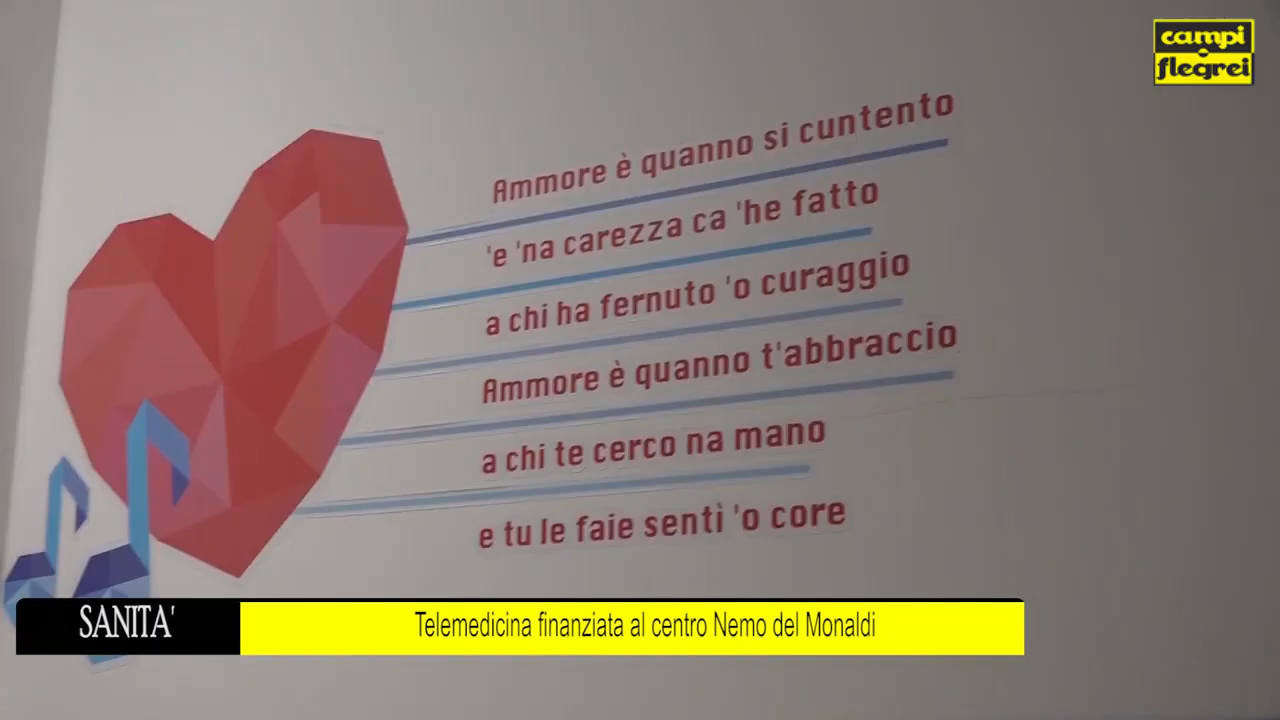 campi
flegrei
Ammore è quanno si cuntento
'e 'na carezza ca 'he fatto
a chi ha fernuto 'o curaggio
Ammore è quanno t'abbraccio
a chi te cerco na mano
e tu le faie sentì 'o core
SANITA'
Telemedicina finanziata al centro Nemo del Monaldi